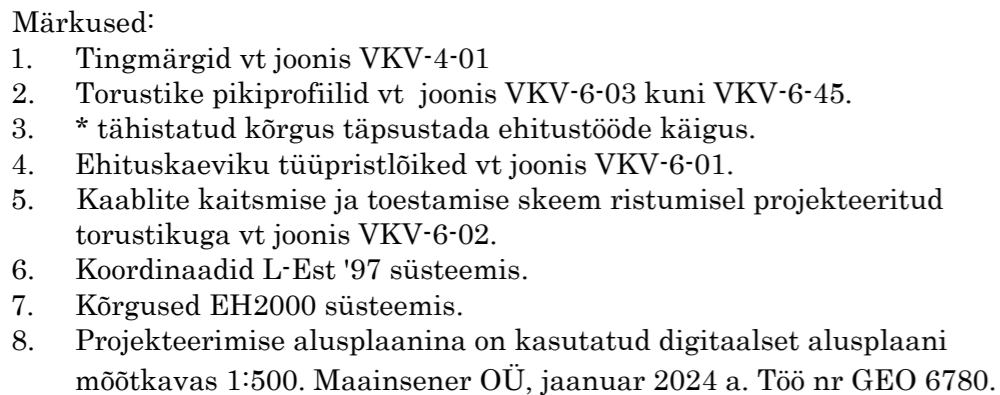 Märkused:
1. Tingmärgid vt joonis VKV-4-01
2. Torustike pikiprofiilid vt joonis VKV-6-03 kuni VKV-6-45.
3. * tähistatud kõrgus täpsustada ehitustööde käigus.
4. Ehituskaeviku tüüpristlõiked vt joonis VKV-6-01.
5. Kaablite kaitsmise ja toestamise skeem ristumisel projekteeritud
torustikuga vt joonis VKV-6-02.
6. Koordinaadid L-Est '97 süsteemis.
7. Kõrgused EH2000 süsteemis.
8. Projekteerimise alusplaanina on kasutatud digitaalset alusplaani
mõõtkavas 1:500. Maainsener OÜ, jaanuar 2024 a. Töö nr GEO 6780.